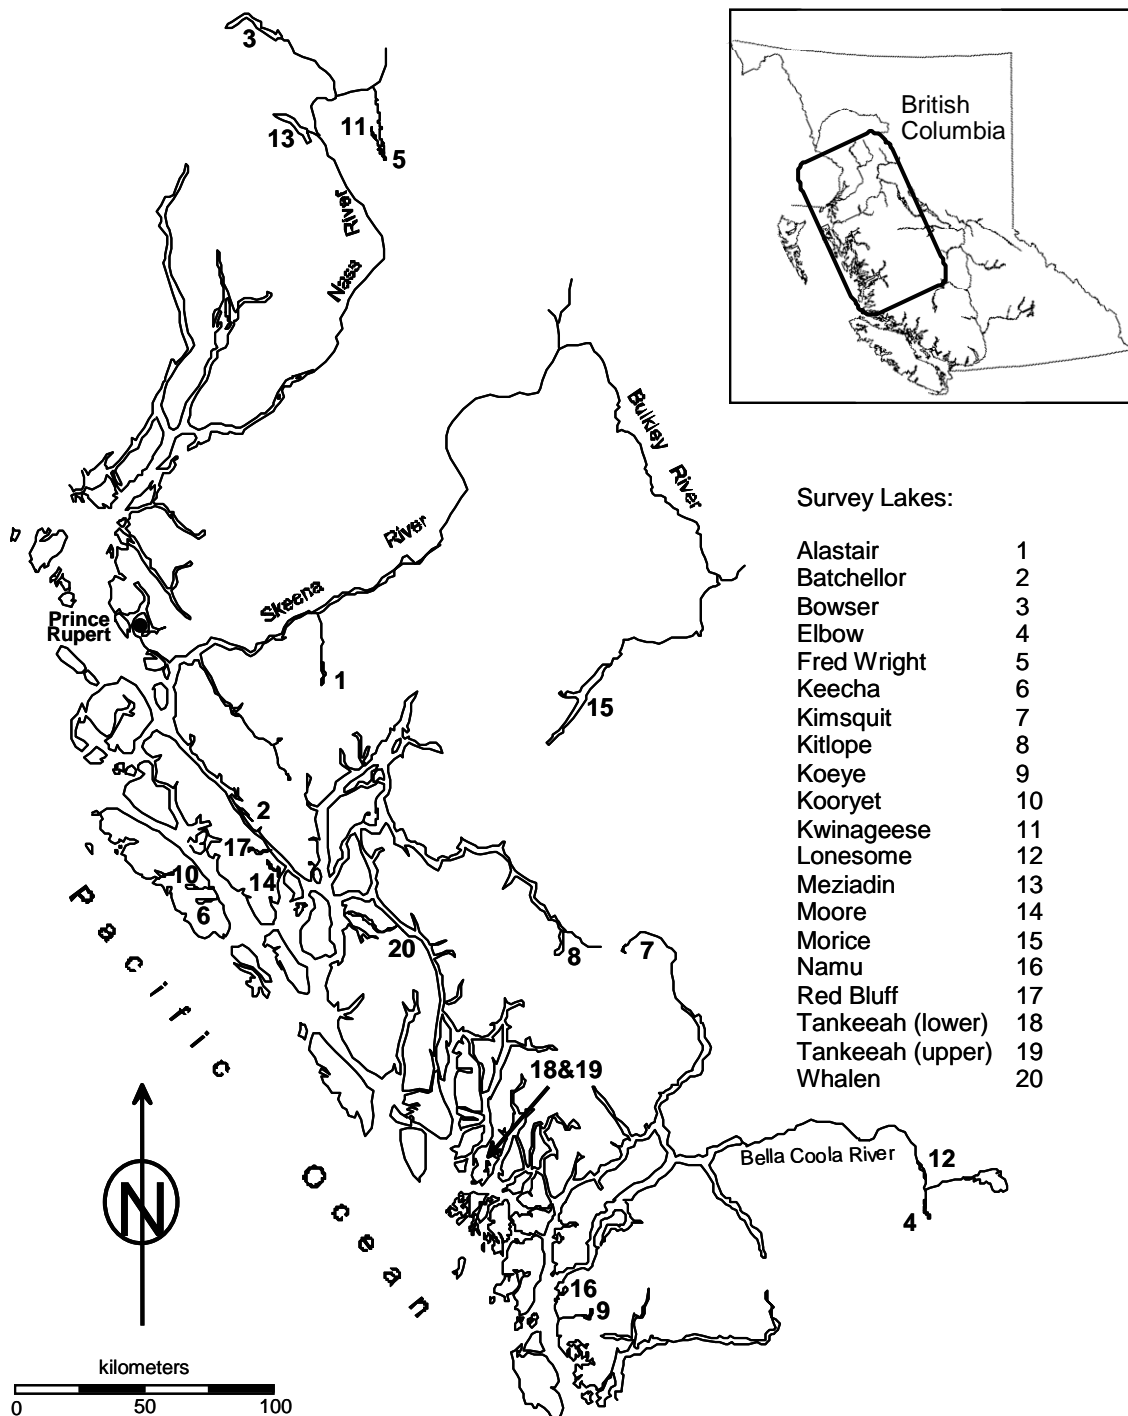 British
Columbia
3
13
11
5
Nass River
Bulkley River
Skeena River
Prince
Rupert
1
15
2
17
14
10
6
20
8
7
18&19
Bella Coola River
12
4
16
9
Pacific Ocean
N
kilometers
0 50 100
Survey Lakes:
Alastair 1
Batchellor 2
Bowser 3
Elbow 4
Fred Wright 5
Keecha 6
Kimsquit 7
Kitlope 8
Koeye 9
Kooryet 10
Kwinageese 11
Lonesome 12
Meziadin 13
Moore 14
Morice 15
Namu 16
Red Bluff 17
Tankeeah (lower) 18
Tankeeah (upper) 19
Whalen 20